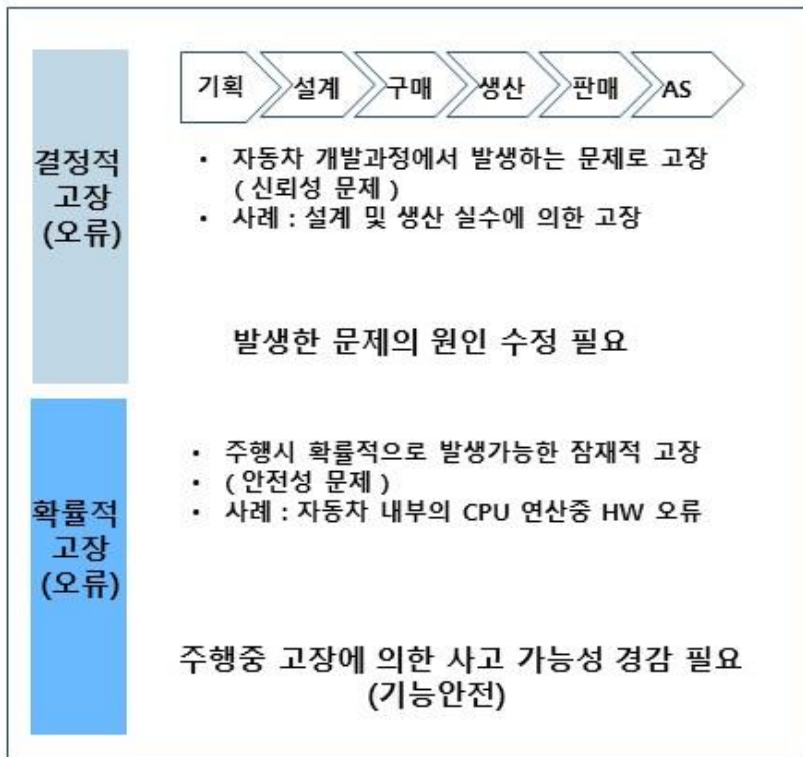 기획 설계 구매 생산 판매 AS
결정적
고장
(오류)
• 자동차 개발과정에서 발생하는 문제로 고장
( 신뢰성 문제 )
• 사례 : 설계 및 생산 실수에 의한 고장
발생한 문제의 원인 수정 필요
확률적
고장
(오류)
• 주행시 확률적으로 발생가능한 잠재적 고장
• ( 안전성 문제 )
• 사례 : 자동차 내부의 CPU 연산중 HW 오류
주행중 고장에 의한 사고 가능성 경감 필요
(기능안전)